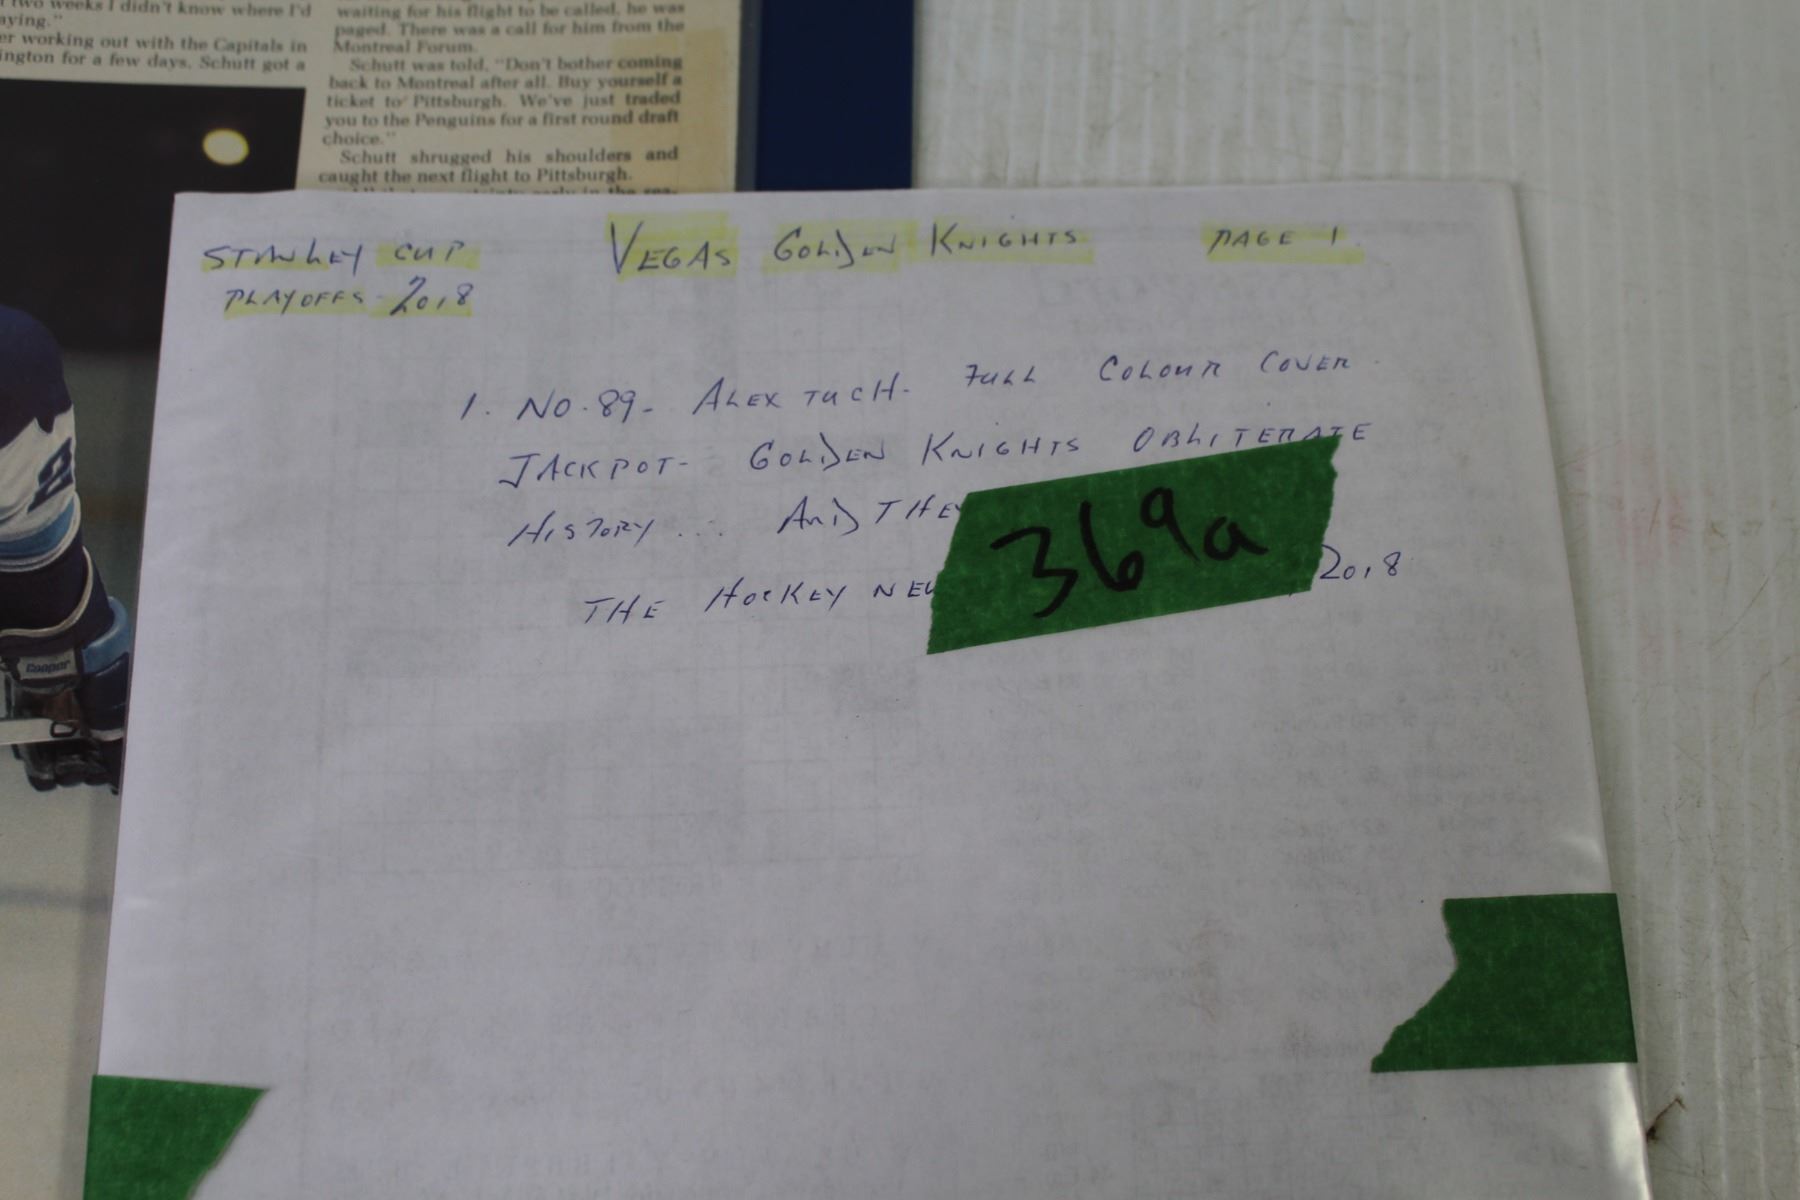 two weeks I didn't know where I'd
aying."
er working out with the Capitals in
ington for a few days, Schutt got a
waiting for his flight to be called, he was
paged. There was a call for him from the
Montreal Forum.
Schutt was told, "Don't bother coming
back to Montreal after all. Buy yourself a
ticket to Pittsburgh. We've just traded
you to the Penguins for a first round draft
choice."
Schutt shrugged his shoulders and
caught the next flight to Pittsburgh.
STANLEY CUP
PLAYOFFS - 2018
VEGAS GOLDEN KNIGHTS
PAGE 1.
1. NO. 89 - ALEX TUCH - FULL COLOUR COVER -
JACKPOT - GOLDEN KNIGHTS OBLITERATE
HISTORY ... AND THEY
THE HOCKEY NEW 2018
369a
2
Cooper